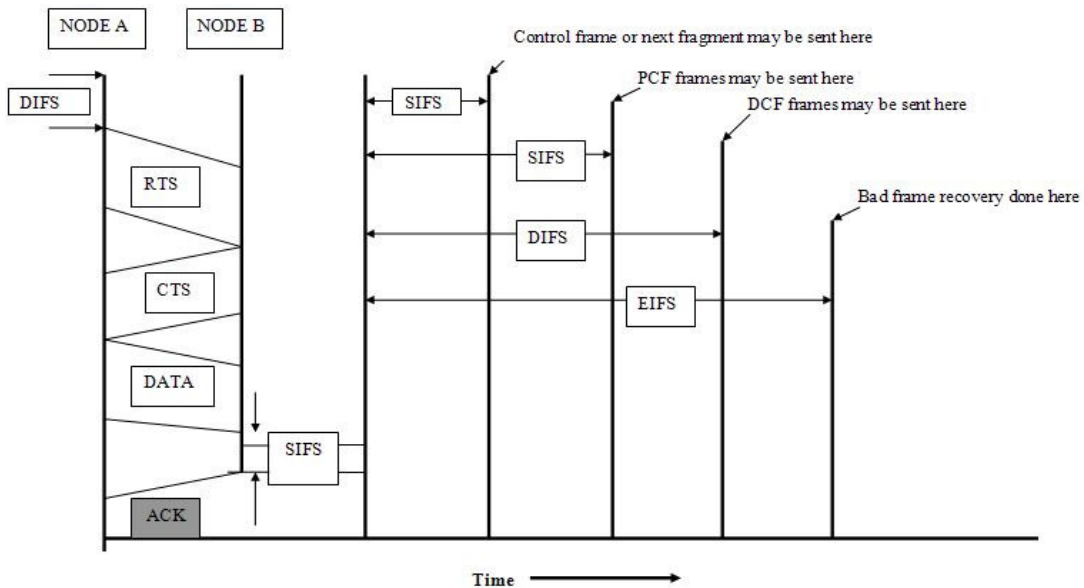 NODE A
NODE B
Control frame or next fragment may be sent here
PCF frames may be sent here
DIFS
SIFS
DCF frames may be sent here
SIFS
RTS
Bad frame recovery done here
DIFS
CTS
EIFS
DATA
SIFS
ACK
Time